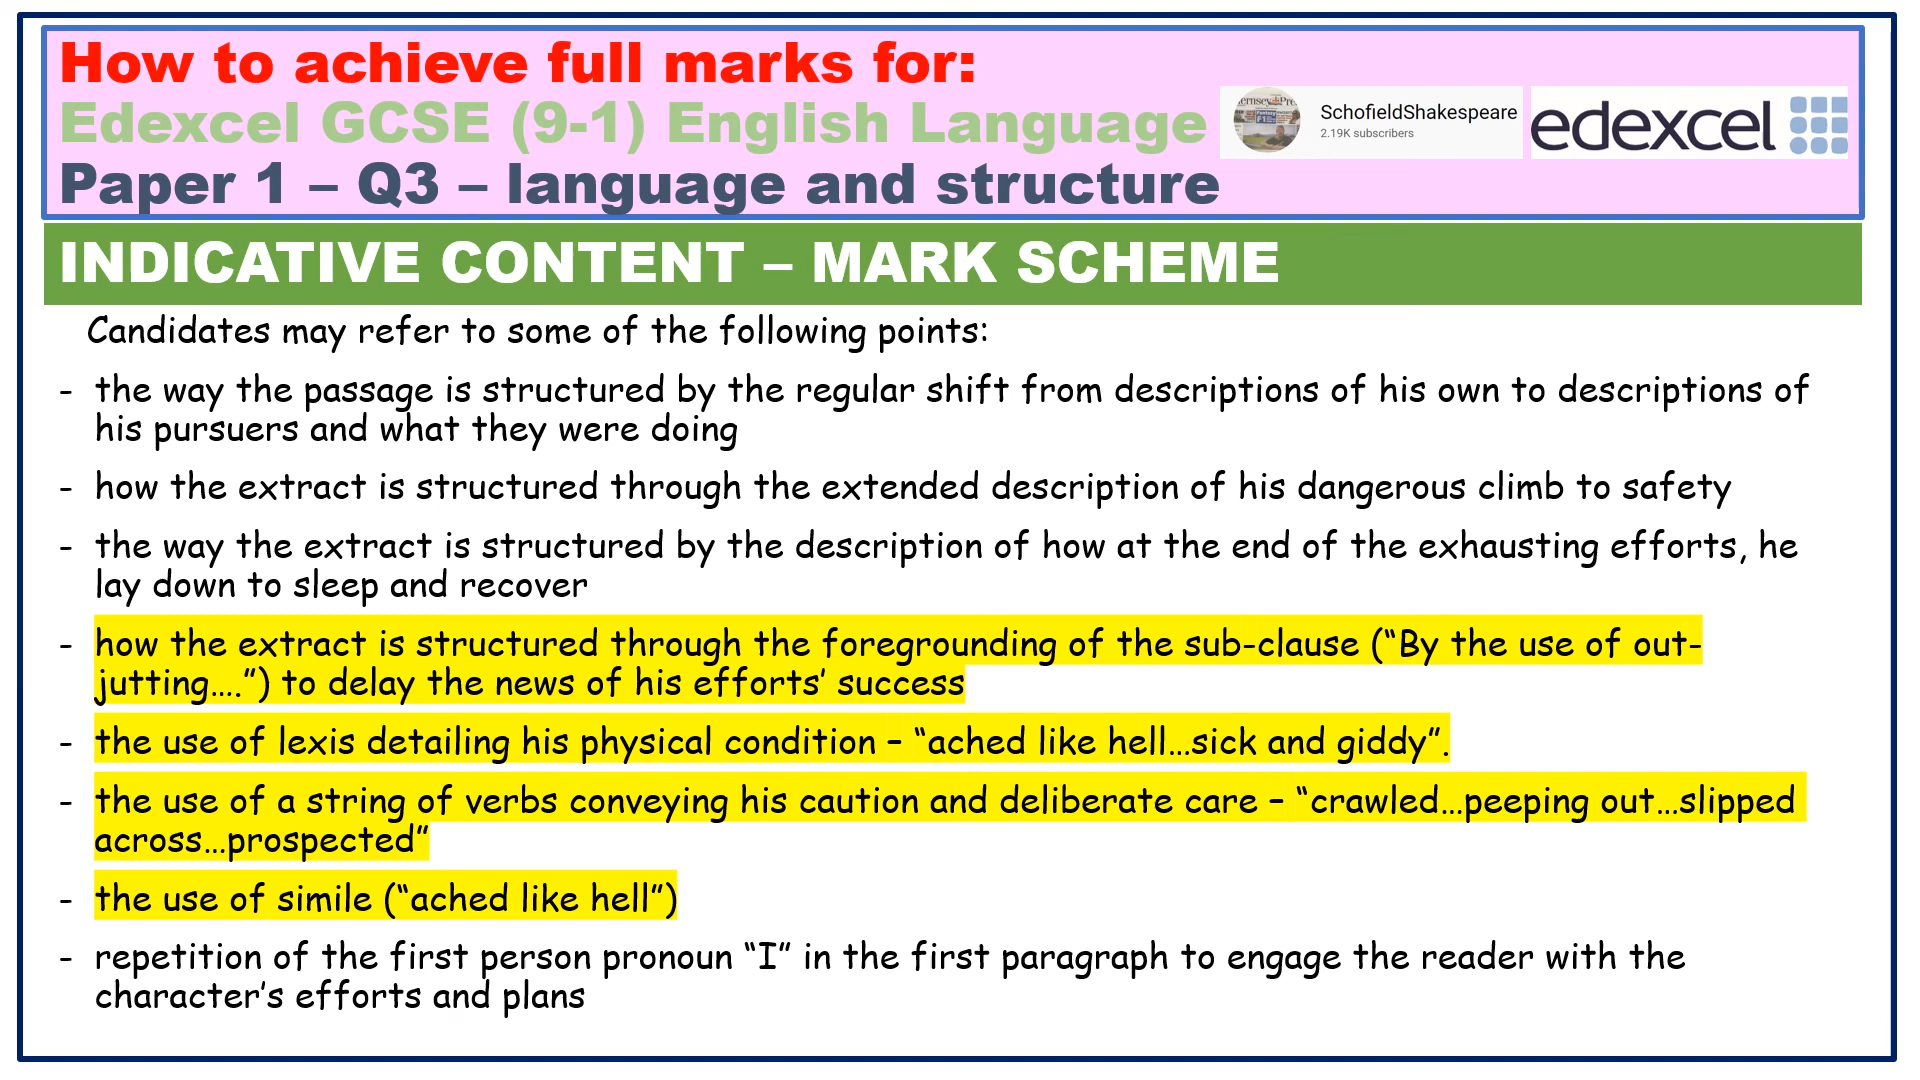 How to achieve full marks for:
Edexcel GCSE (9-1) English Language
Paper 1 – Q3 – language and structure
SchofieldShakespeare
2.19K subscribers
edexcel
INDICATIVE CONTENT – MARK SCHEME
Candidates may refer to some of the following points:
- the way the passage is structured by the regular shift from descriptions of his own to descriptions of
his pursuers and what they were doing
- how the extract is structured through the extended description of his dangerous climb to safety
- the way the extract is structured by the description of how at the end of the exhausting efforts, he
lay down to sleep and recover
- how the extract is structured through the foregrounding of the sub-clause (“By the use of out-
jutting….”) to delay the news of his efforts’ success
- the use of lexis detailing his physical condition – “ached like hell…sick and giddy”.
- the use of a string of verbs conveying his caution and deliberate care – “crawled…peeping out…slipped
across…prospected”
- the use of simile (“ached like hell”)
- repetition of the first person pronoun “I” in the first paragraph to engage the reader with the
character’s efforts and plans